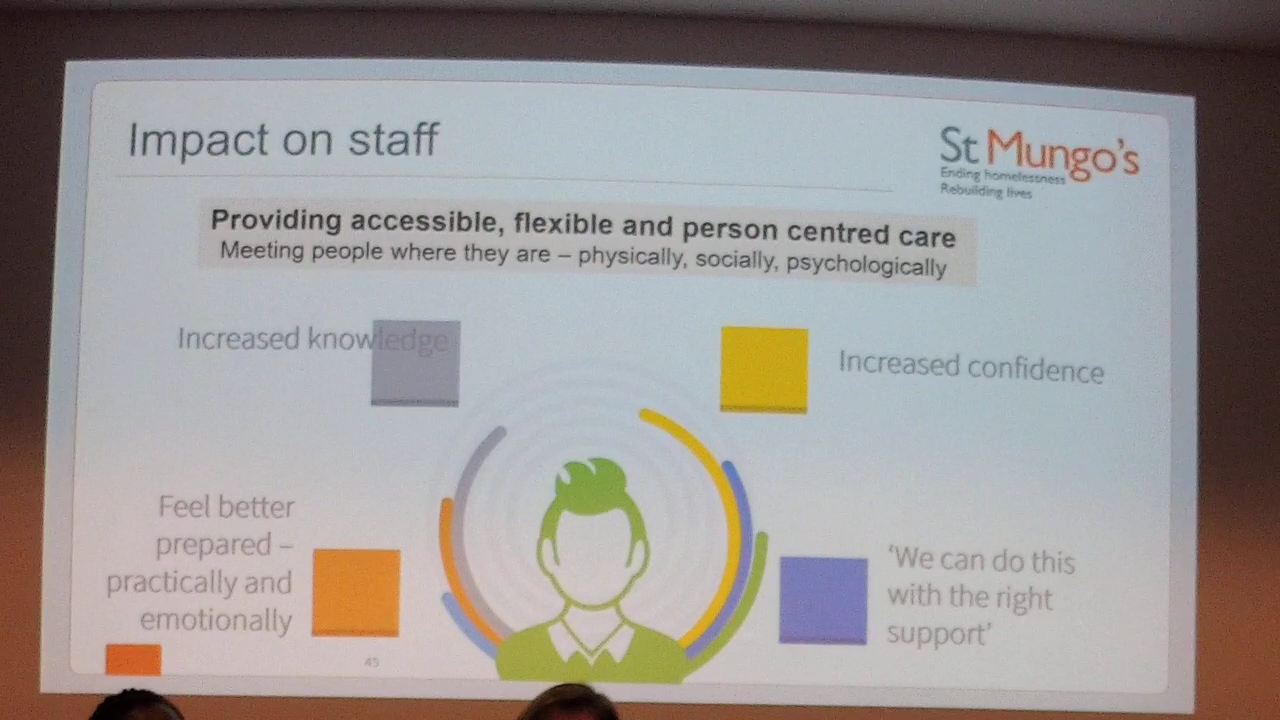 Impact on staff
St Mungo's
Ending homelessness
Rebuilding lives
Providing accessible, flexible and person centred care
Meeting people where they are – physically, socially, psychologically
Increased knowledge
Increased confidence
Feel better
prepared –
practically and
emotionally
'We can do this
with the right
support'
45